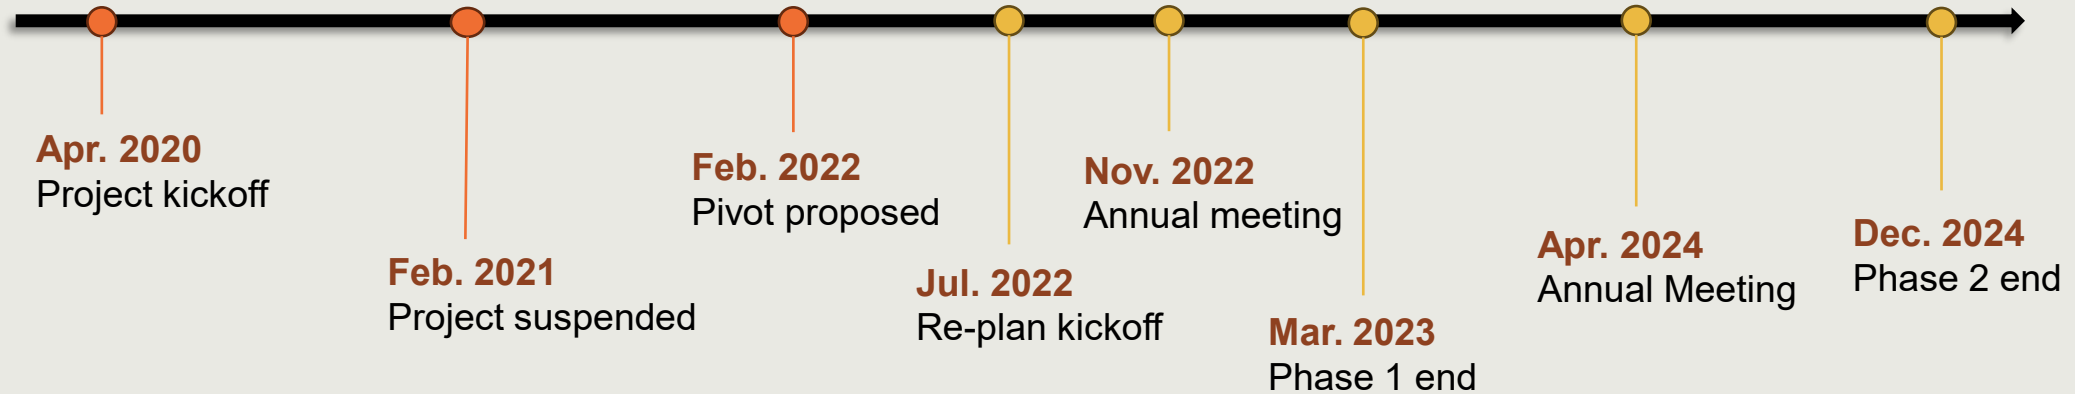 Apr. 2020
Project kickoff
Feb. 2021
Project suspended
Feb. 2022
Pivot proposed
Jul. 2022
Re-plan kickoff
Nov. 2022
Annual meeting
Mar. 2023
Phase 1 end
Apr. 2024
Annual Meeting
Dec. 2024
Phase 2 end